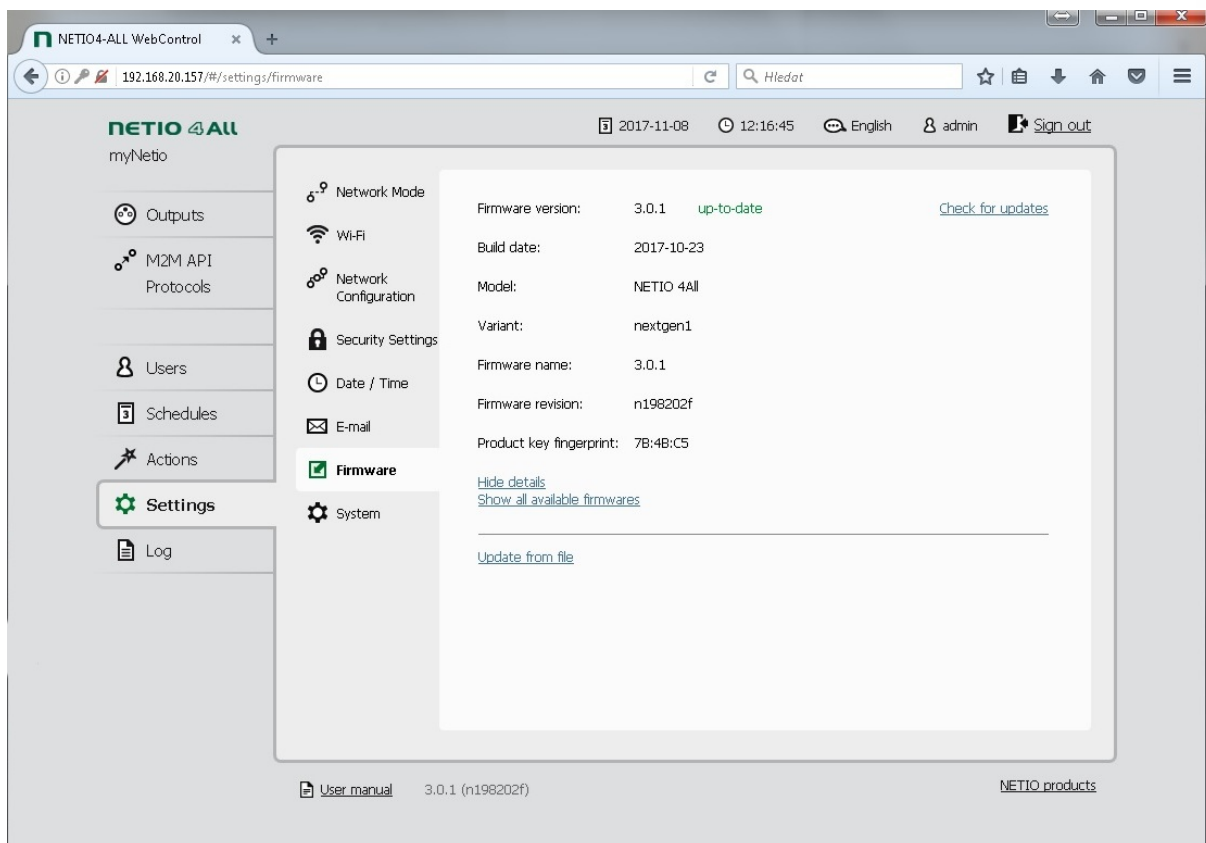 NETIO4-ALL WebControl
192.168.20.157/#/settings/firmware
Hledat
NETIO 4All
myNetio
3 2017-11-08 12:16:45 English admin Sign out
Outputs
M2M API
Protocols
Users
3 Schedules
Actions
Settings
Log
Network Mode
Wi-Fi
Network
Configuration
Security Settings
Date / Time
E-mail
Firmware
System
Firmware version: 3.0.1 up-to-date Check for updates
Build date: 2017-10-23
Model: NETIO 4All
Variant: nextgen1
Firmware name: 3.0.1
Firmware revision: n198202f
Product key fingerprint: 7B:4B:C5
Hide details
Show all available firmwares
Update from file
User manual 3.0.1 (n198202f) NETIO products